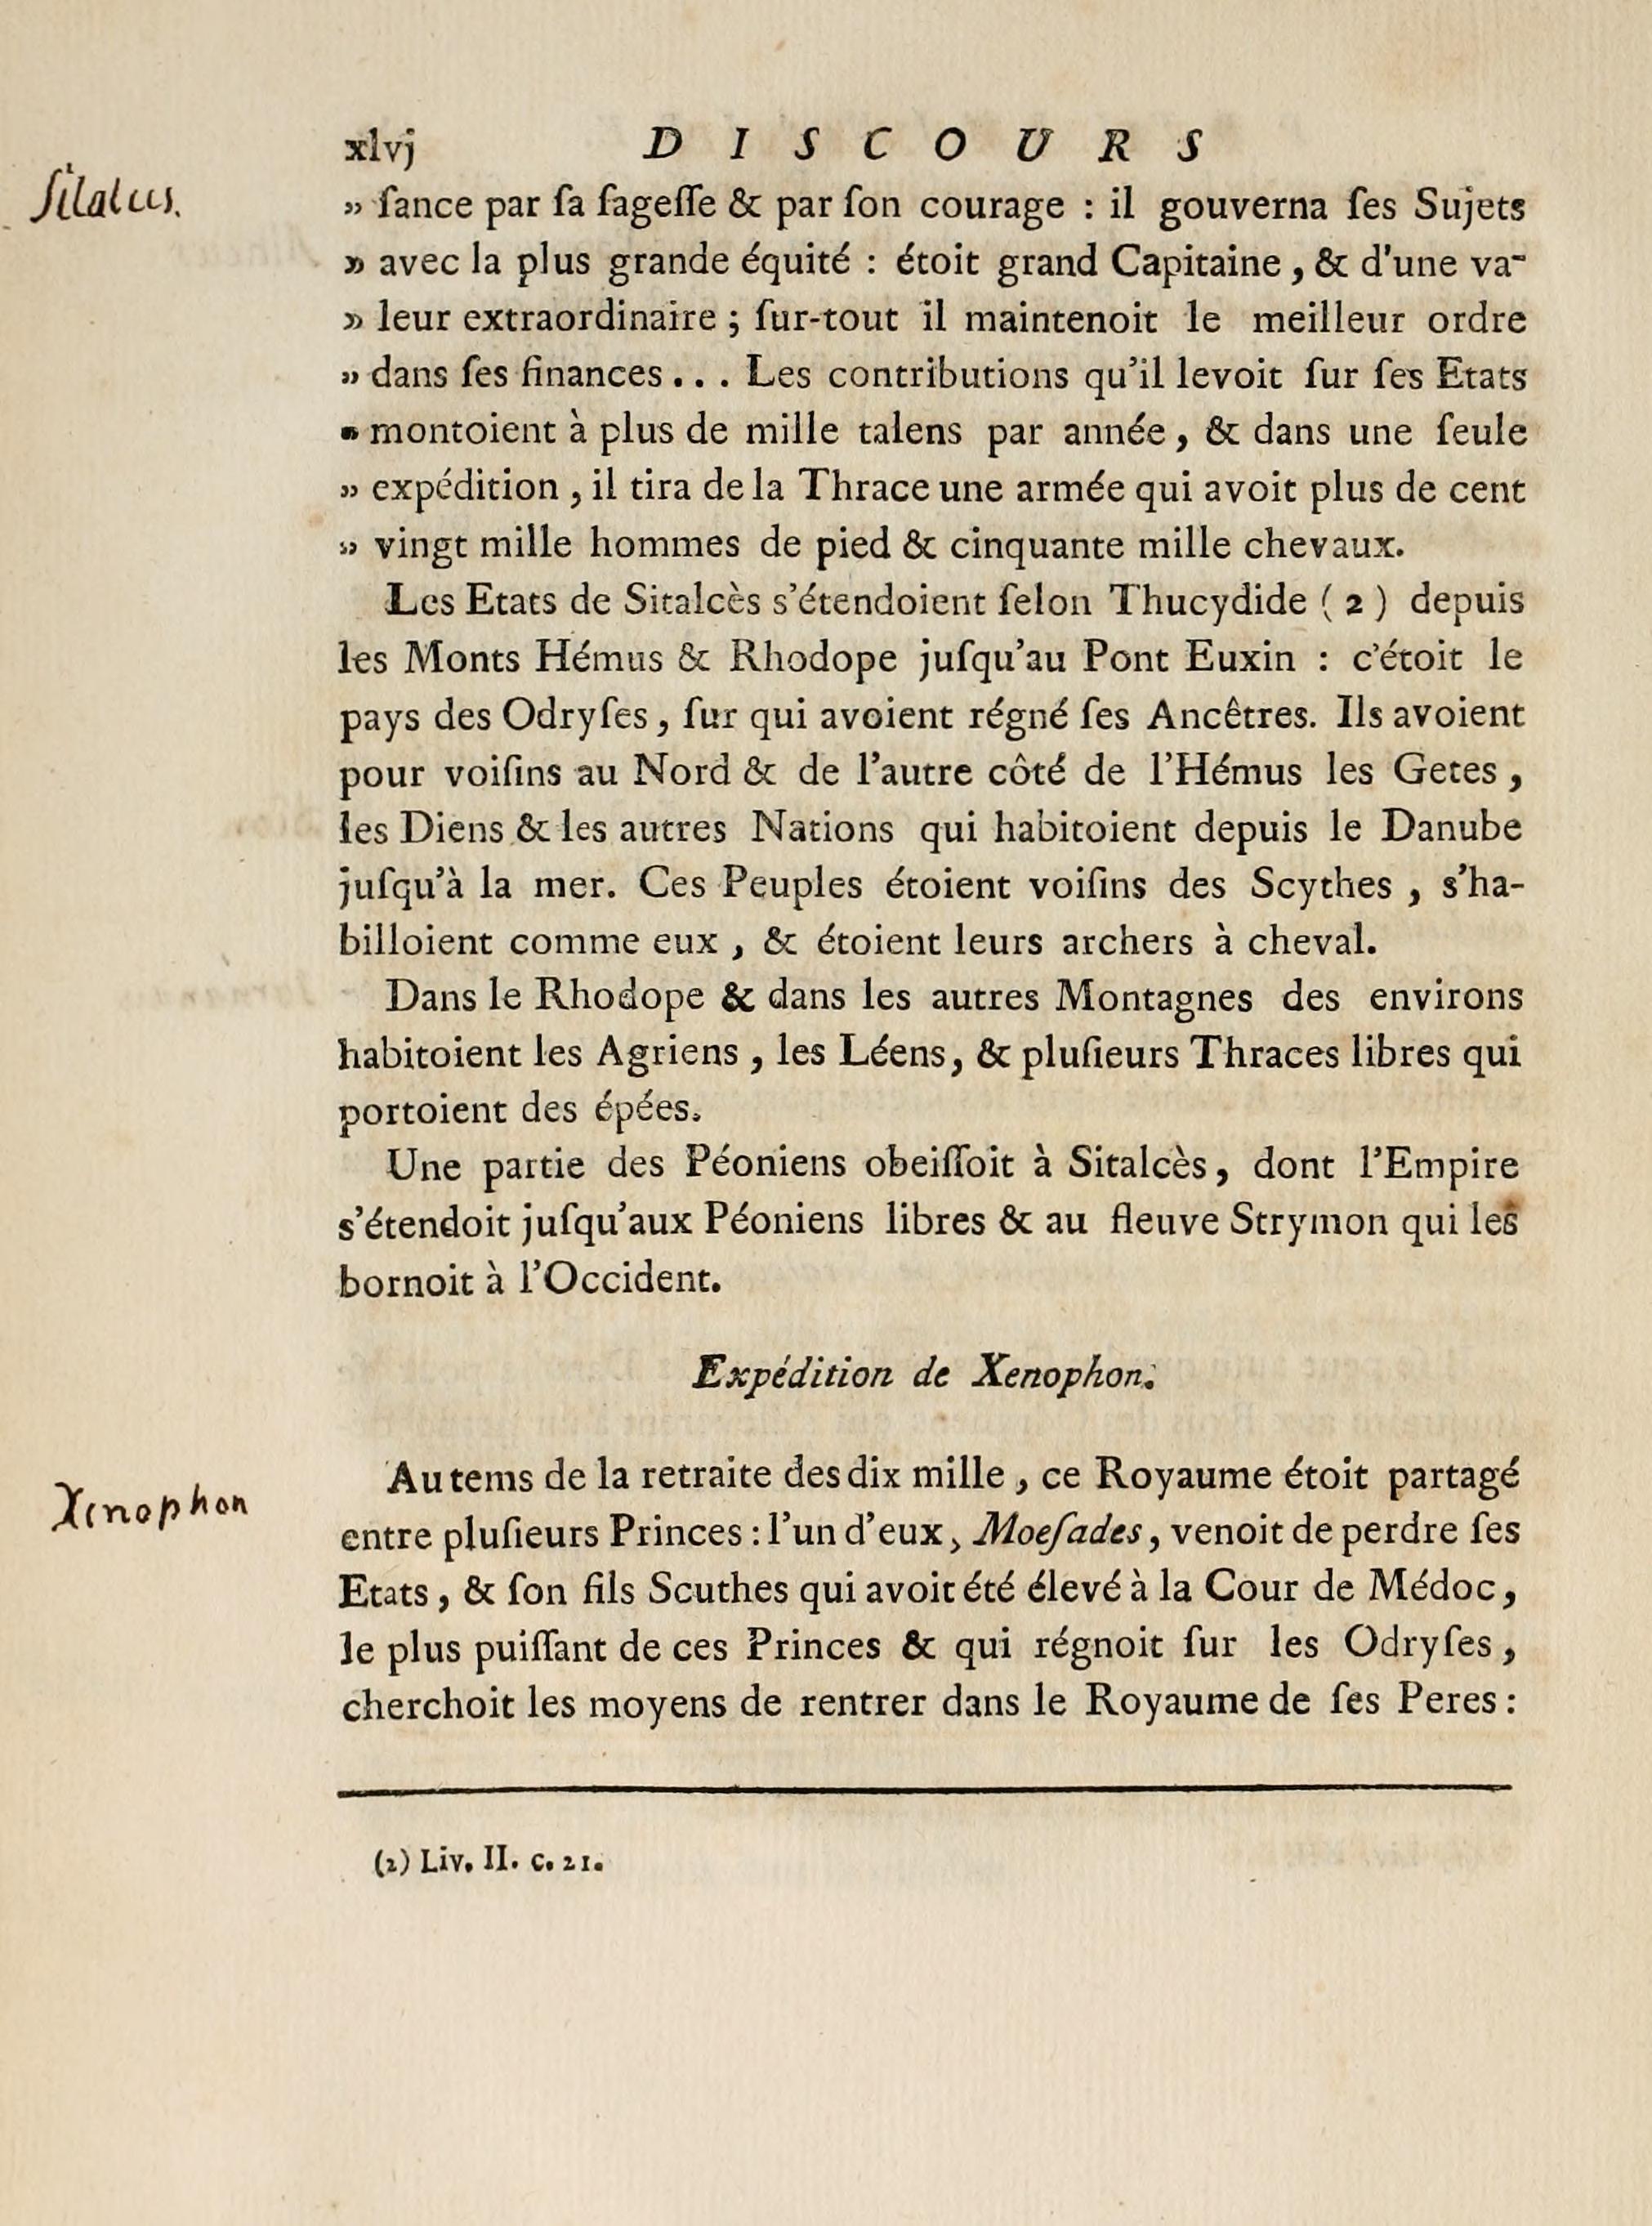 xlvj DISCOURS
Sitalces.
» ſance par ſa ſageſſe & par ſon courage : il gouverna ſes Sujets
» avec la plus grande équité : étoit grand Capitaine, & d'une va-
» leur extraordinaire ; ſur-tout il maintenoit le meilleur ordre
» dans ſes finances... Les contributions qu'il levoit ſur ſes Etats
» montoient à plus de mille talens par année, & dans une ſeule
» expédition, il tira de la Thrace une armée qui avoit plus de cent
» vingt mille hommes de pied & cinquante mille chevaux.
Les Etats de Sitalcès s'étendoient ſelon Thucydide (2) depuis
les Monts Hémus & Rhodope juſqu'au Pont Euxin : c'étoit le
pays des Odryſes, ſur qui avoient régné ſes Ancêtres. Ils avoient
pour voiſins au Nord & de l'autre côté de l'Hémus les Getes,
les Diens & les autres Nations qui habitoient depuis le Danube
juſqu'à la mer. Ces Peuples étoient voiſins des Scythes, s'ha-
billoient comme eux, & étoient leurs archers à cheval.
Dans le Rhodope & dans les autres Montagnes des environs
habitoient les Agriens, les Léens, & pluſieurs Thraces libres qui
portoient des épées.
Une partie des Péoniens obeiſſoit à Sitalcès, dont l'Empire
s'étendoit juſqu'aux Péoniens libres & au fleuve Strymon qui les
bornoit à l'Occident.
Expédition de Xenophon.
Xenophon
Au tems de la retraite des dix mille, ce Royaume étoit partagé
entre pluſieurs Princes : l'un d'eux, Moeſades, venoit de perdre ſes
Etats, & ſon fils Scuthes qui avoit été élevé à la Cour de Médoc,
le plus puiſſant de ces Princes & qui régnoit ſur les Odryſes,
cherchoit les moyens de rentrer dans le Royaume de ſes Peres :
(2) Liv. II. c. 21.